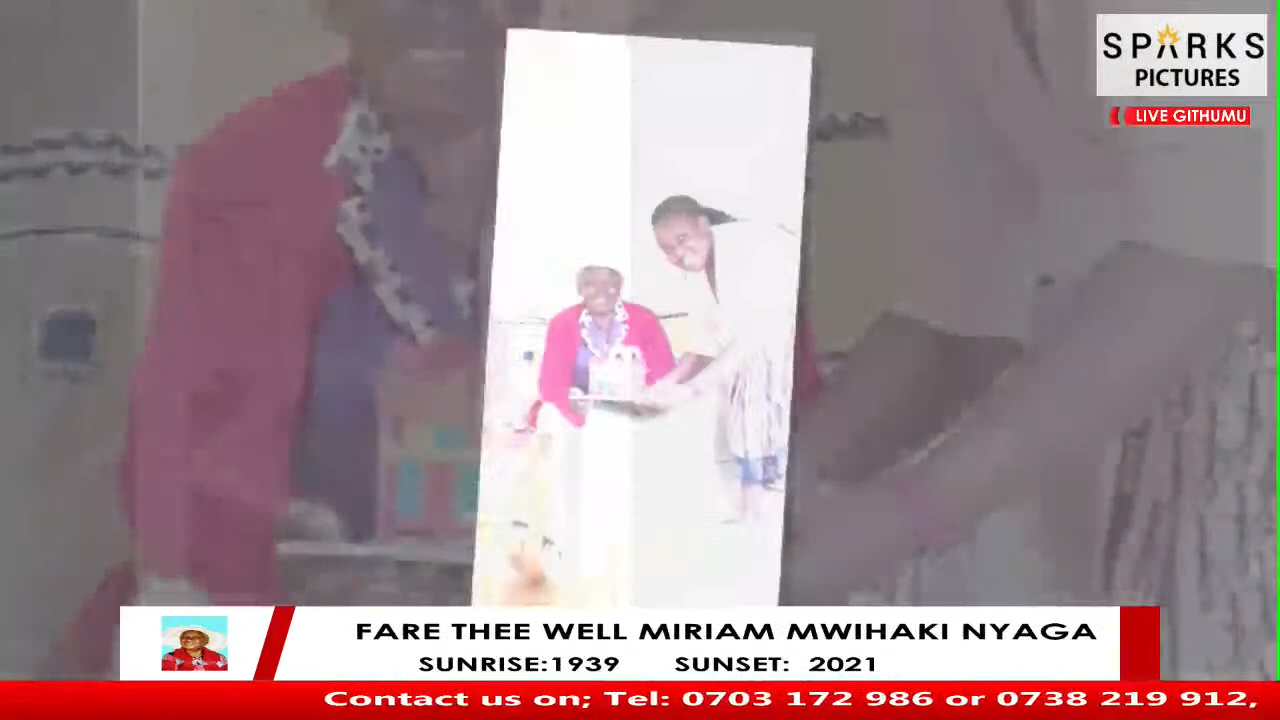 SPARKS
PICTURES
LIVE GITHUMU
FARE THEE WELL MIRIAM MWIHAKI NYAGA
SUNRISE:1939 SUNSET: 2021
Contact us on; Tel: 0703 172 986 or 0738 219 912,